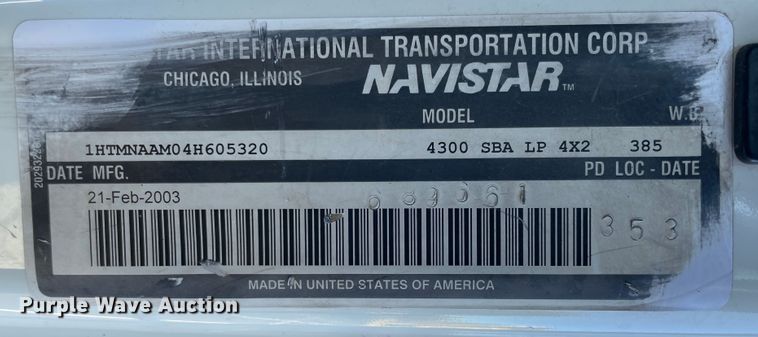 INTERNATIONAL TRANSPORTATION CORP.
CHICAGO, ILLINOIS NAVISTAR™
MODEL W.B
1HTMNAAM04H605320 4300 SBA LP 4X2 385
DATE MFG. PD LOC - DATE
21-Feb-2003
353
MADE IN UNITED STATES OF AMERICA
Purple Wave Auction